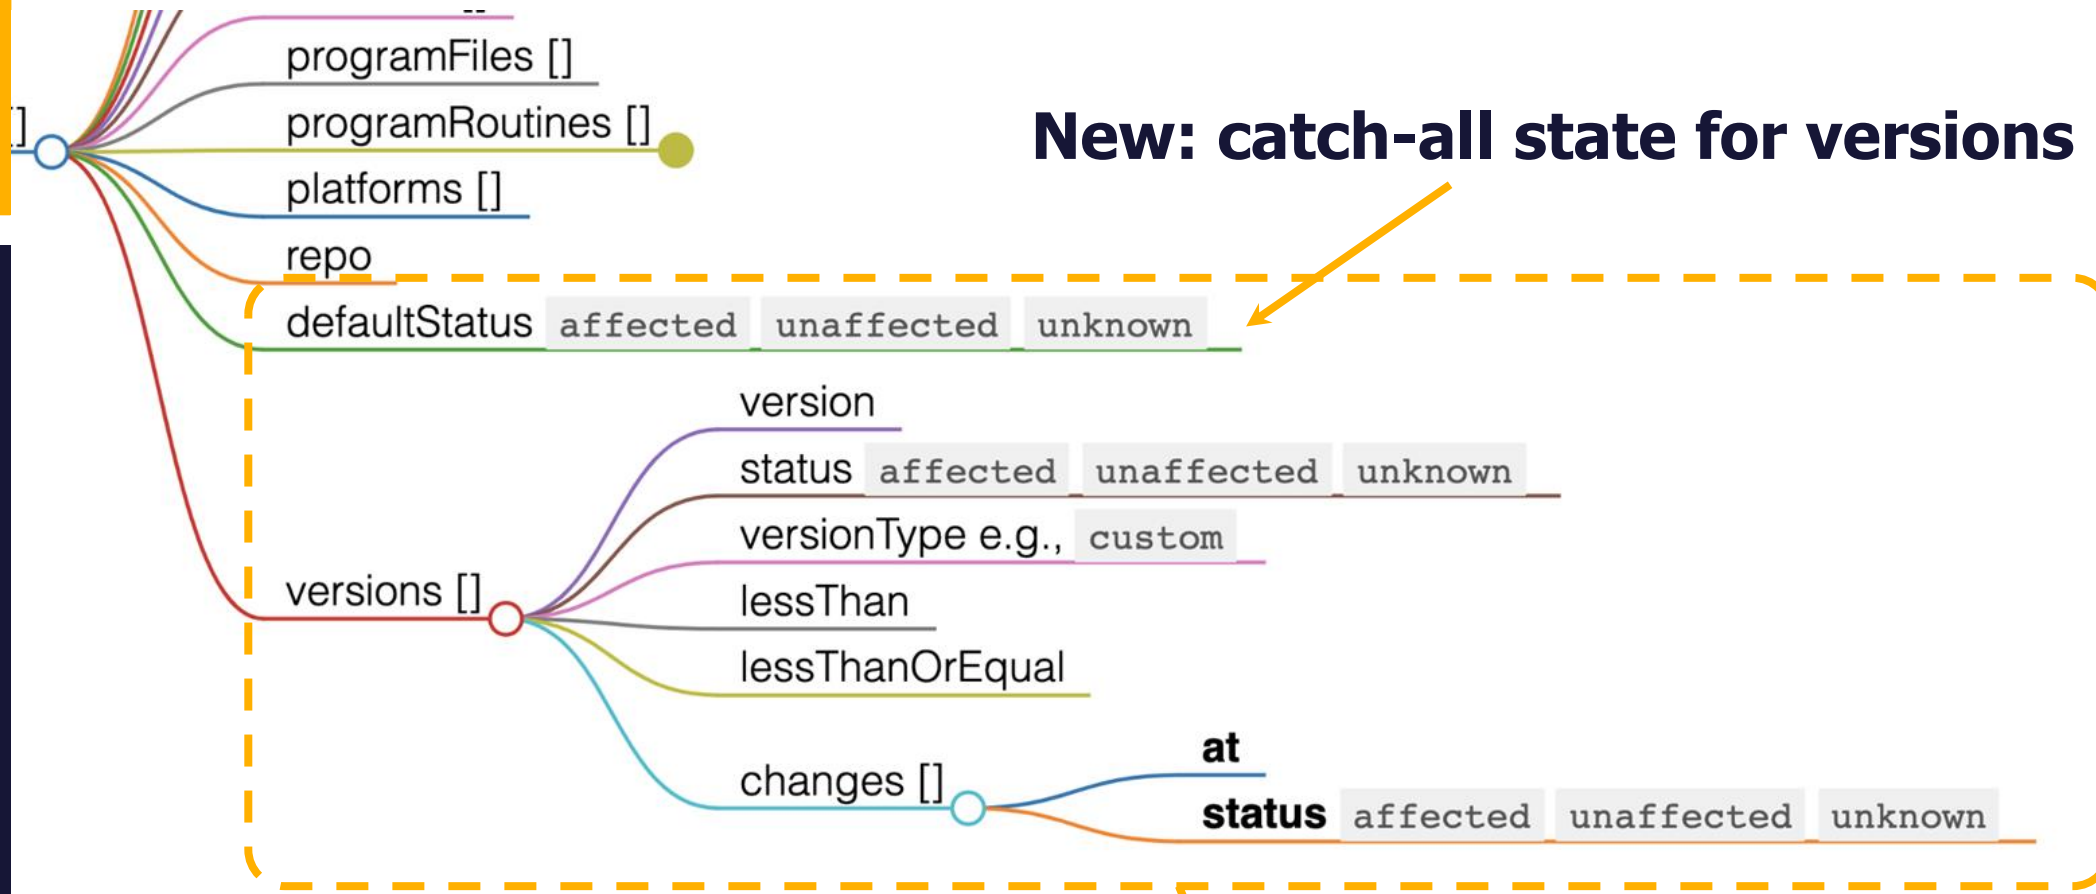 programFiles []
[]
programRoutines []
New: catch-all state for versions
platforms []
repo
defaultStatus affected unaffected unknown
version
status affected unaffected unknown
versionType e.g., custom
versions []
lessThan
lessThanOrEqual
changes []
at
status affected unaffected unknown